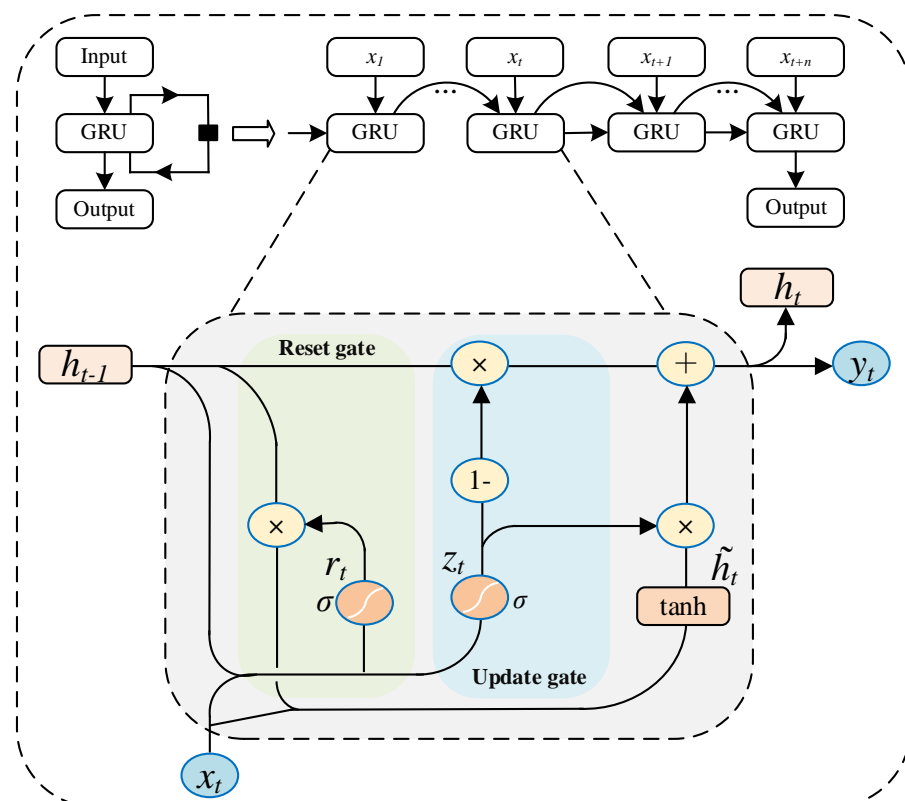 Input
x1
xt
xt+1
xt+n
...
...
GRU
GRU
GRU
GRU
GRU
Output
Output
ht
Reset gate
ht-1
×
+
yt
1-
×
×
rt
zt
h̃t
σ
σ
tanh
Update gate
xt